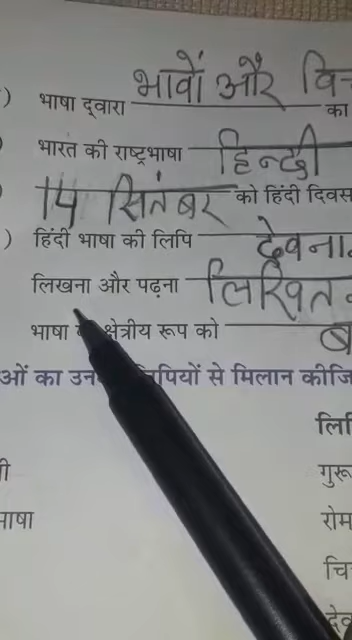 ) भाषा द्वारा भावों और का
भारत की राष्ट्रभाषा हिन्दी
14 सितंबर को हिंदी दिवस
) हिंदी भाषा की लिपि देवना
लिखना और पढ़ना लिखित
भाषा क्षेत्रीय रूप को ब
ओं का उन पियों से मिलान कीजि
लि
गुरू
भाषा रोम
चि
देव